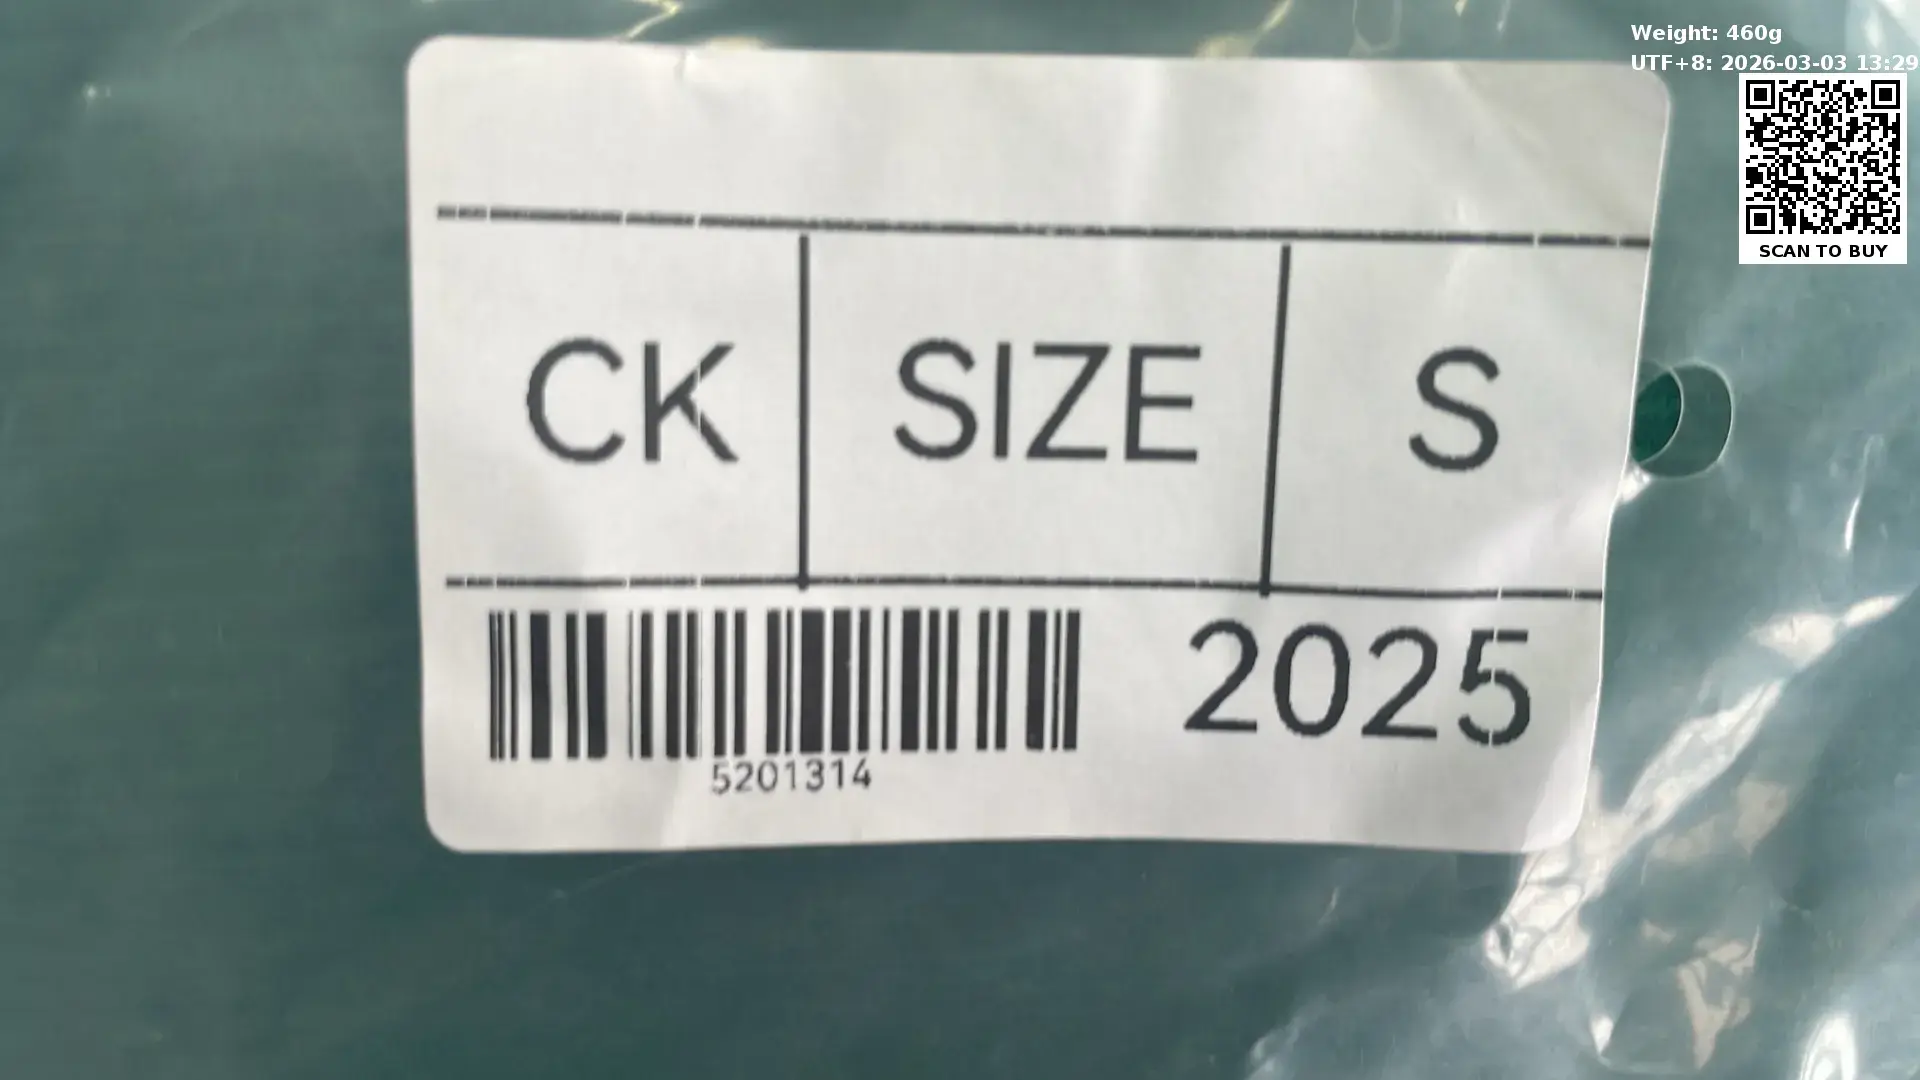 Weight: 460g
UTF+8: 2026-03-03 13:29
SCAN TO BUY
CK SIZE S
2025
5201314